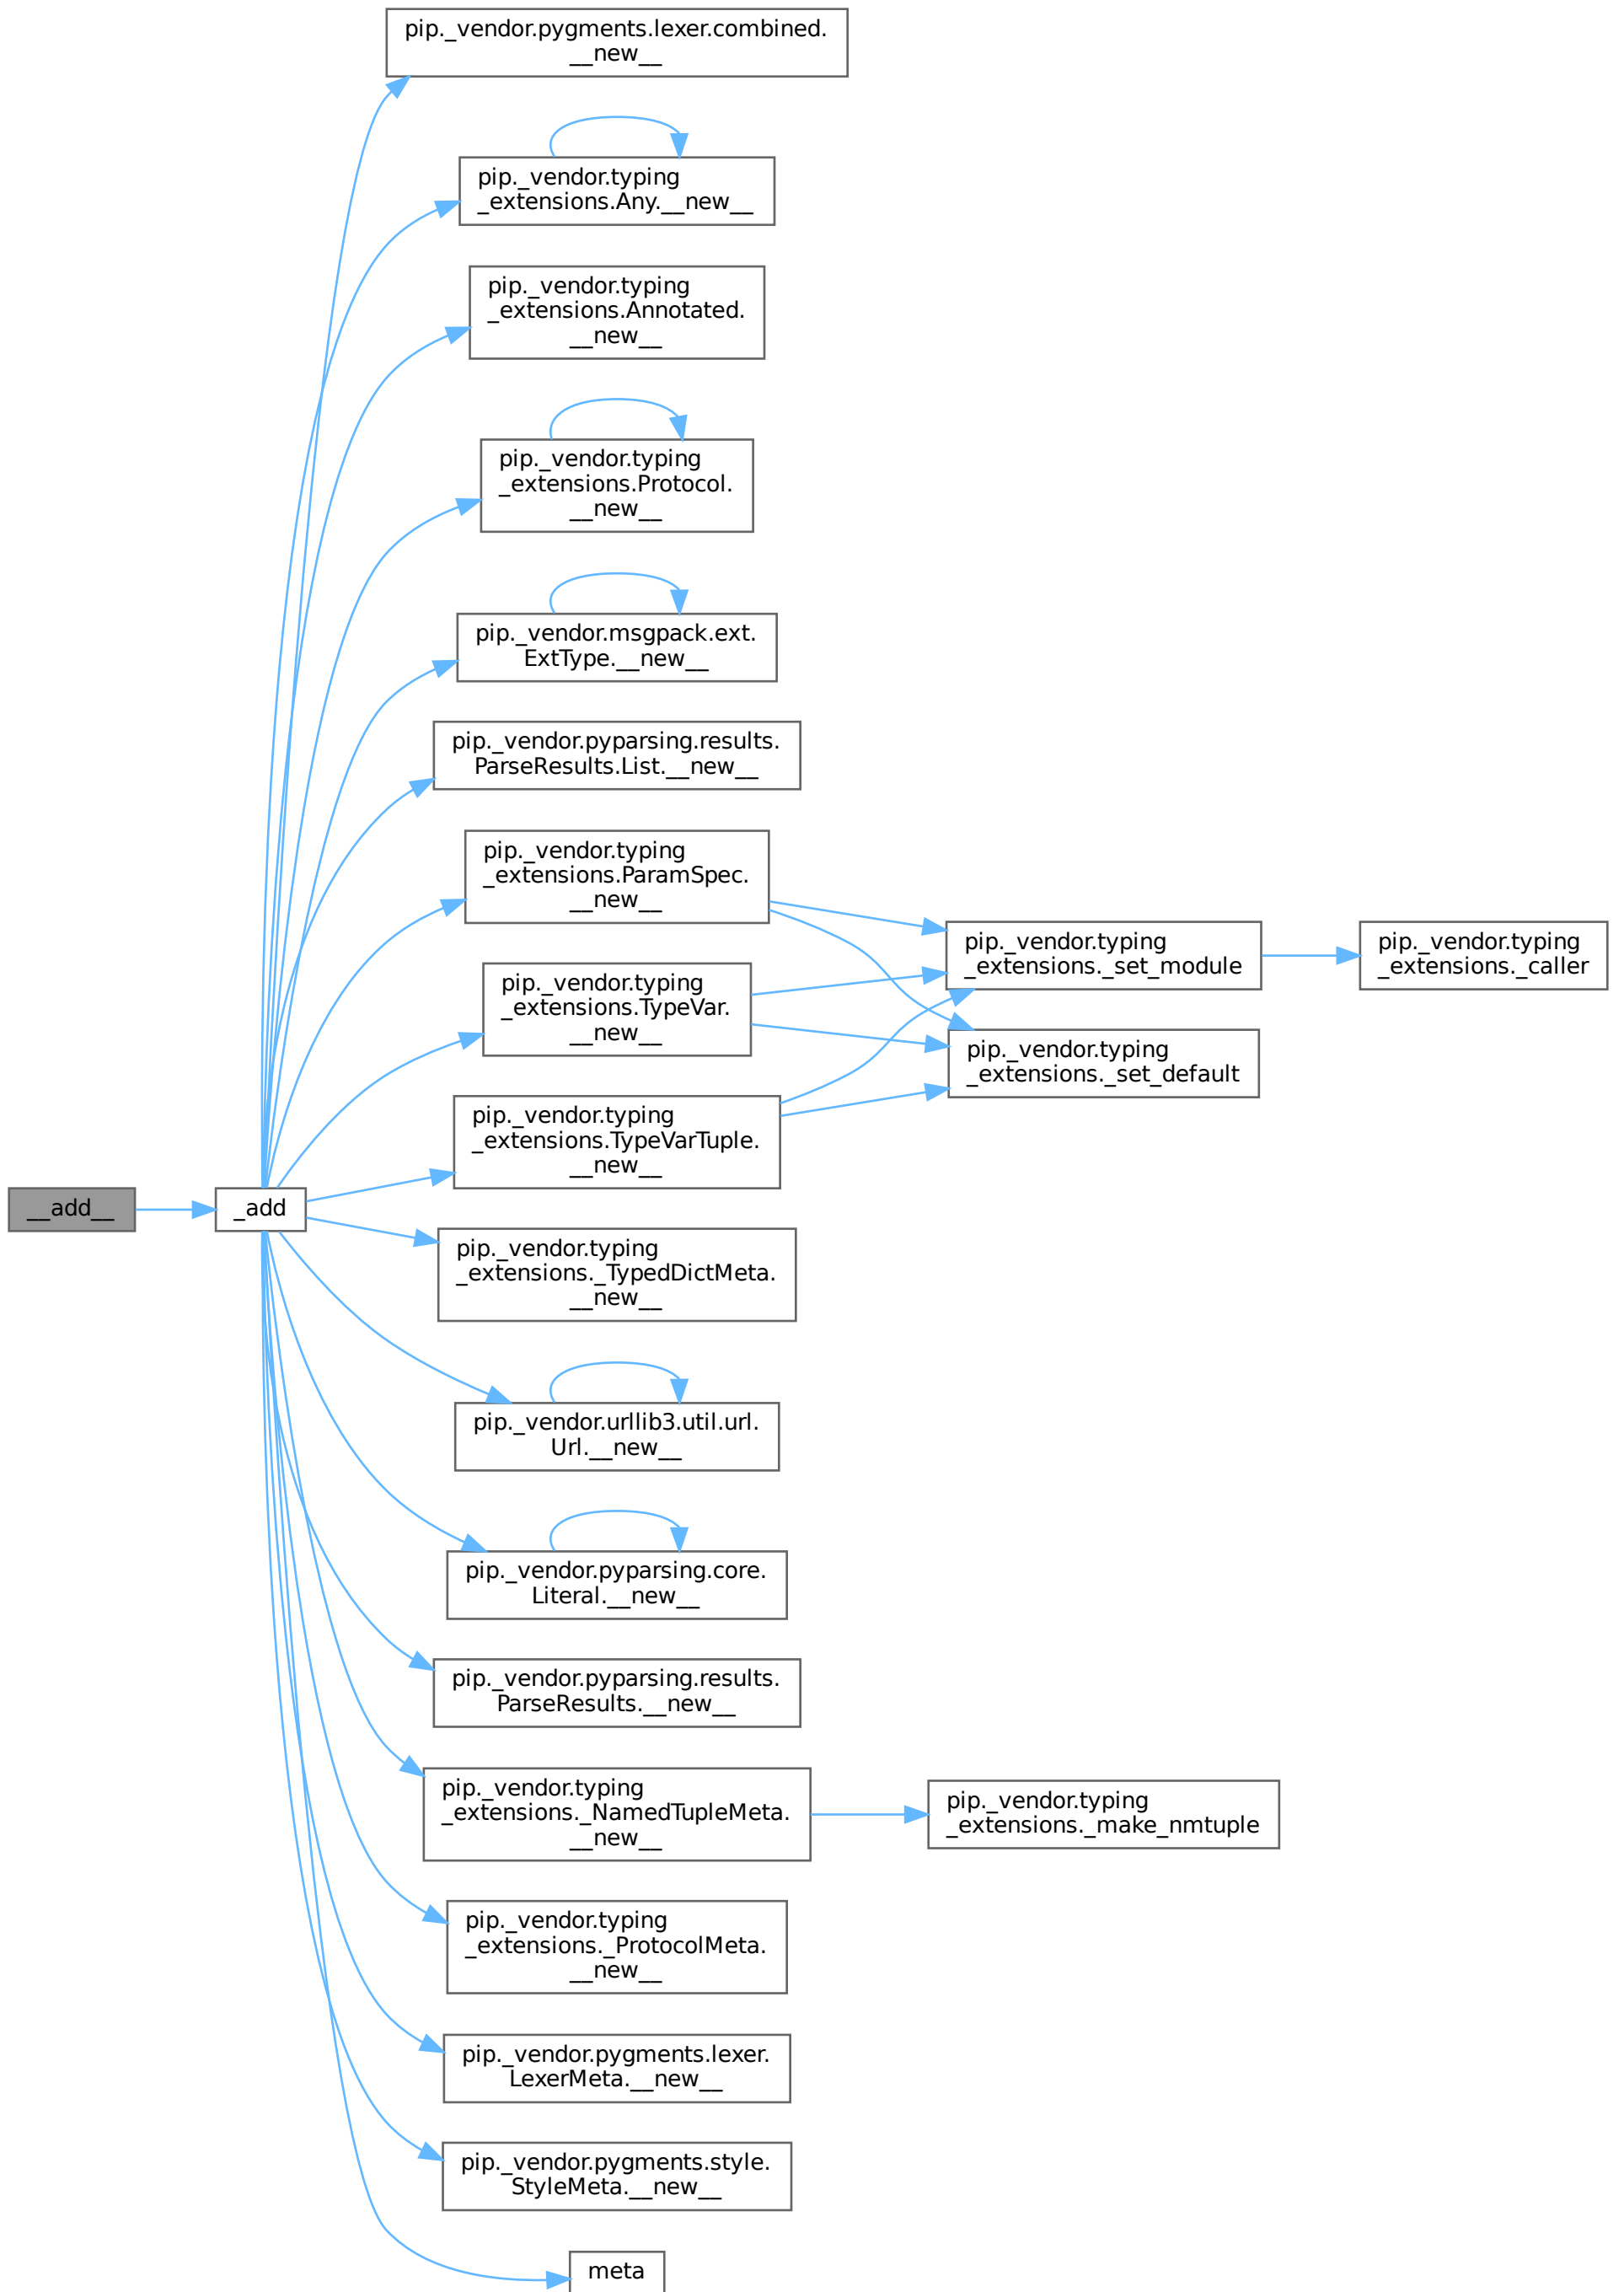 pip._vendor.pygments.lexer.combined.
__new__
pip._vendor.typing
_extensions.Any.__new__
pip._vendor.typing
_extensions.Annotated.
__new__
pip._vendor.typing
_extensions.Protocol.
__new__
pip._vendor.msgpack.ext.
ExtType.__new__
pip._vendor.pyparsing.results.
ParseResults.List.__new__
pip._vendor.typing
_extensions.ParamSpec.
__new__
pip._vendor.typing
_extensions._set_module
pip._vendor.typing
_extensions._caller
pip._vendor.typing
_extensions.TypeVar.
__new__
pip._vendor.typing
_extensions._set_default
pip._vendor.typing
_extensions.TypeVarTuple.
__new__
__add__
_add
pip._vendor.typing
_extensions._TypedDictMeta.
__new__
pip._vendor.urllib3.util.url.
Url.__new__
pip._vendor.pyparsing.core.
Literal.__new__
pip._vendor.pyparsing.results.
ParseResults.__new__
pip._vendor.typing
_extensions._NamedTupleMeta.
__new__
pip._vendor.typing
_extensions._make_nmtuple
pip._vendor.typing
_extensions._ProtocolMeta.
__new__
pip._vendor.pygments.lexer.
LexerMeta.__new__
pip._vendor.pygments.style.
StyleMeta.__new__
meta